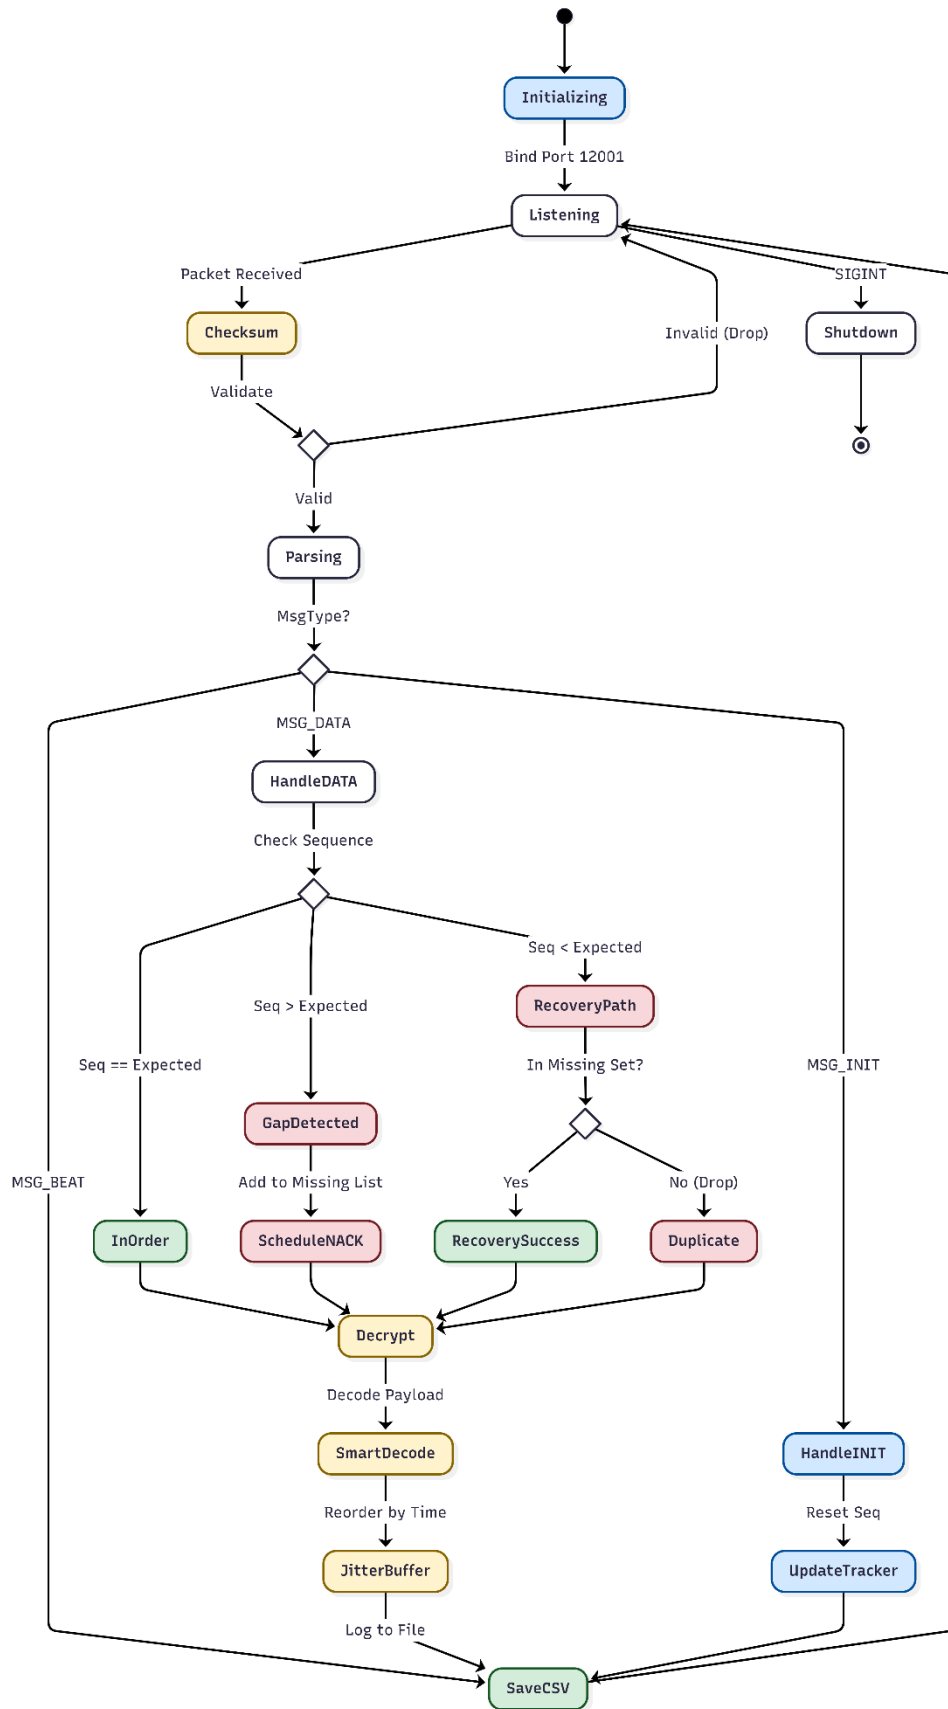 Initializing
Bind Port 12001
Listening
Packet Received
SIGINT
Checksum
Invalid (Drop)
Shutdown
Validate
Valid
Parsing
MsgType?
MSG_DATA
HandleDATA
Check Sequence
Seq < Expected
Seq > Expected
RecoveryPath
Seq == Expected
In Missing Set?
MSG_INIT
GapDetected
MSG_BEAT
Add to Missing List
Yes
No (Drop)
InOrder
ScheduleNACK
RecoverySuccess
Duplicate
Decrypt
Decode Payload
SmartDecode
HandleINIT
Reorder by Time
Reset Seq
JitterBuffer
UpdateTracker
Log to File
SaveCSV